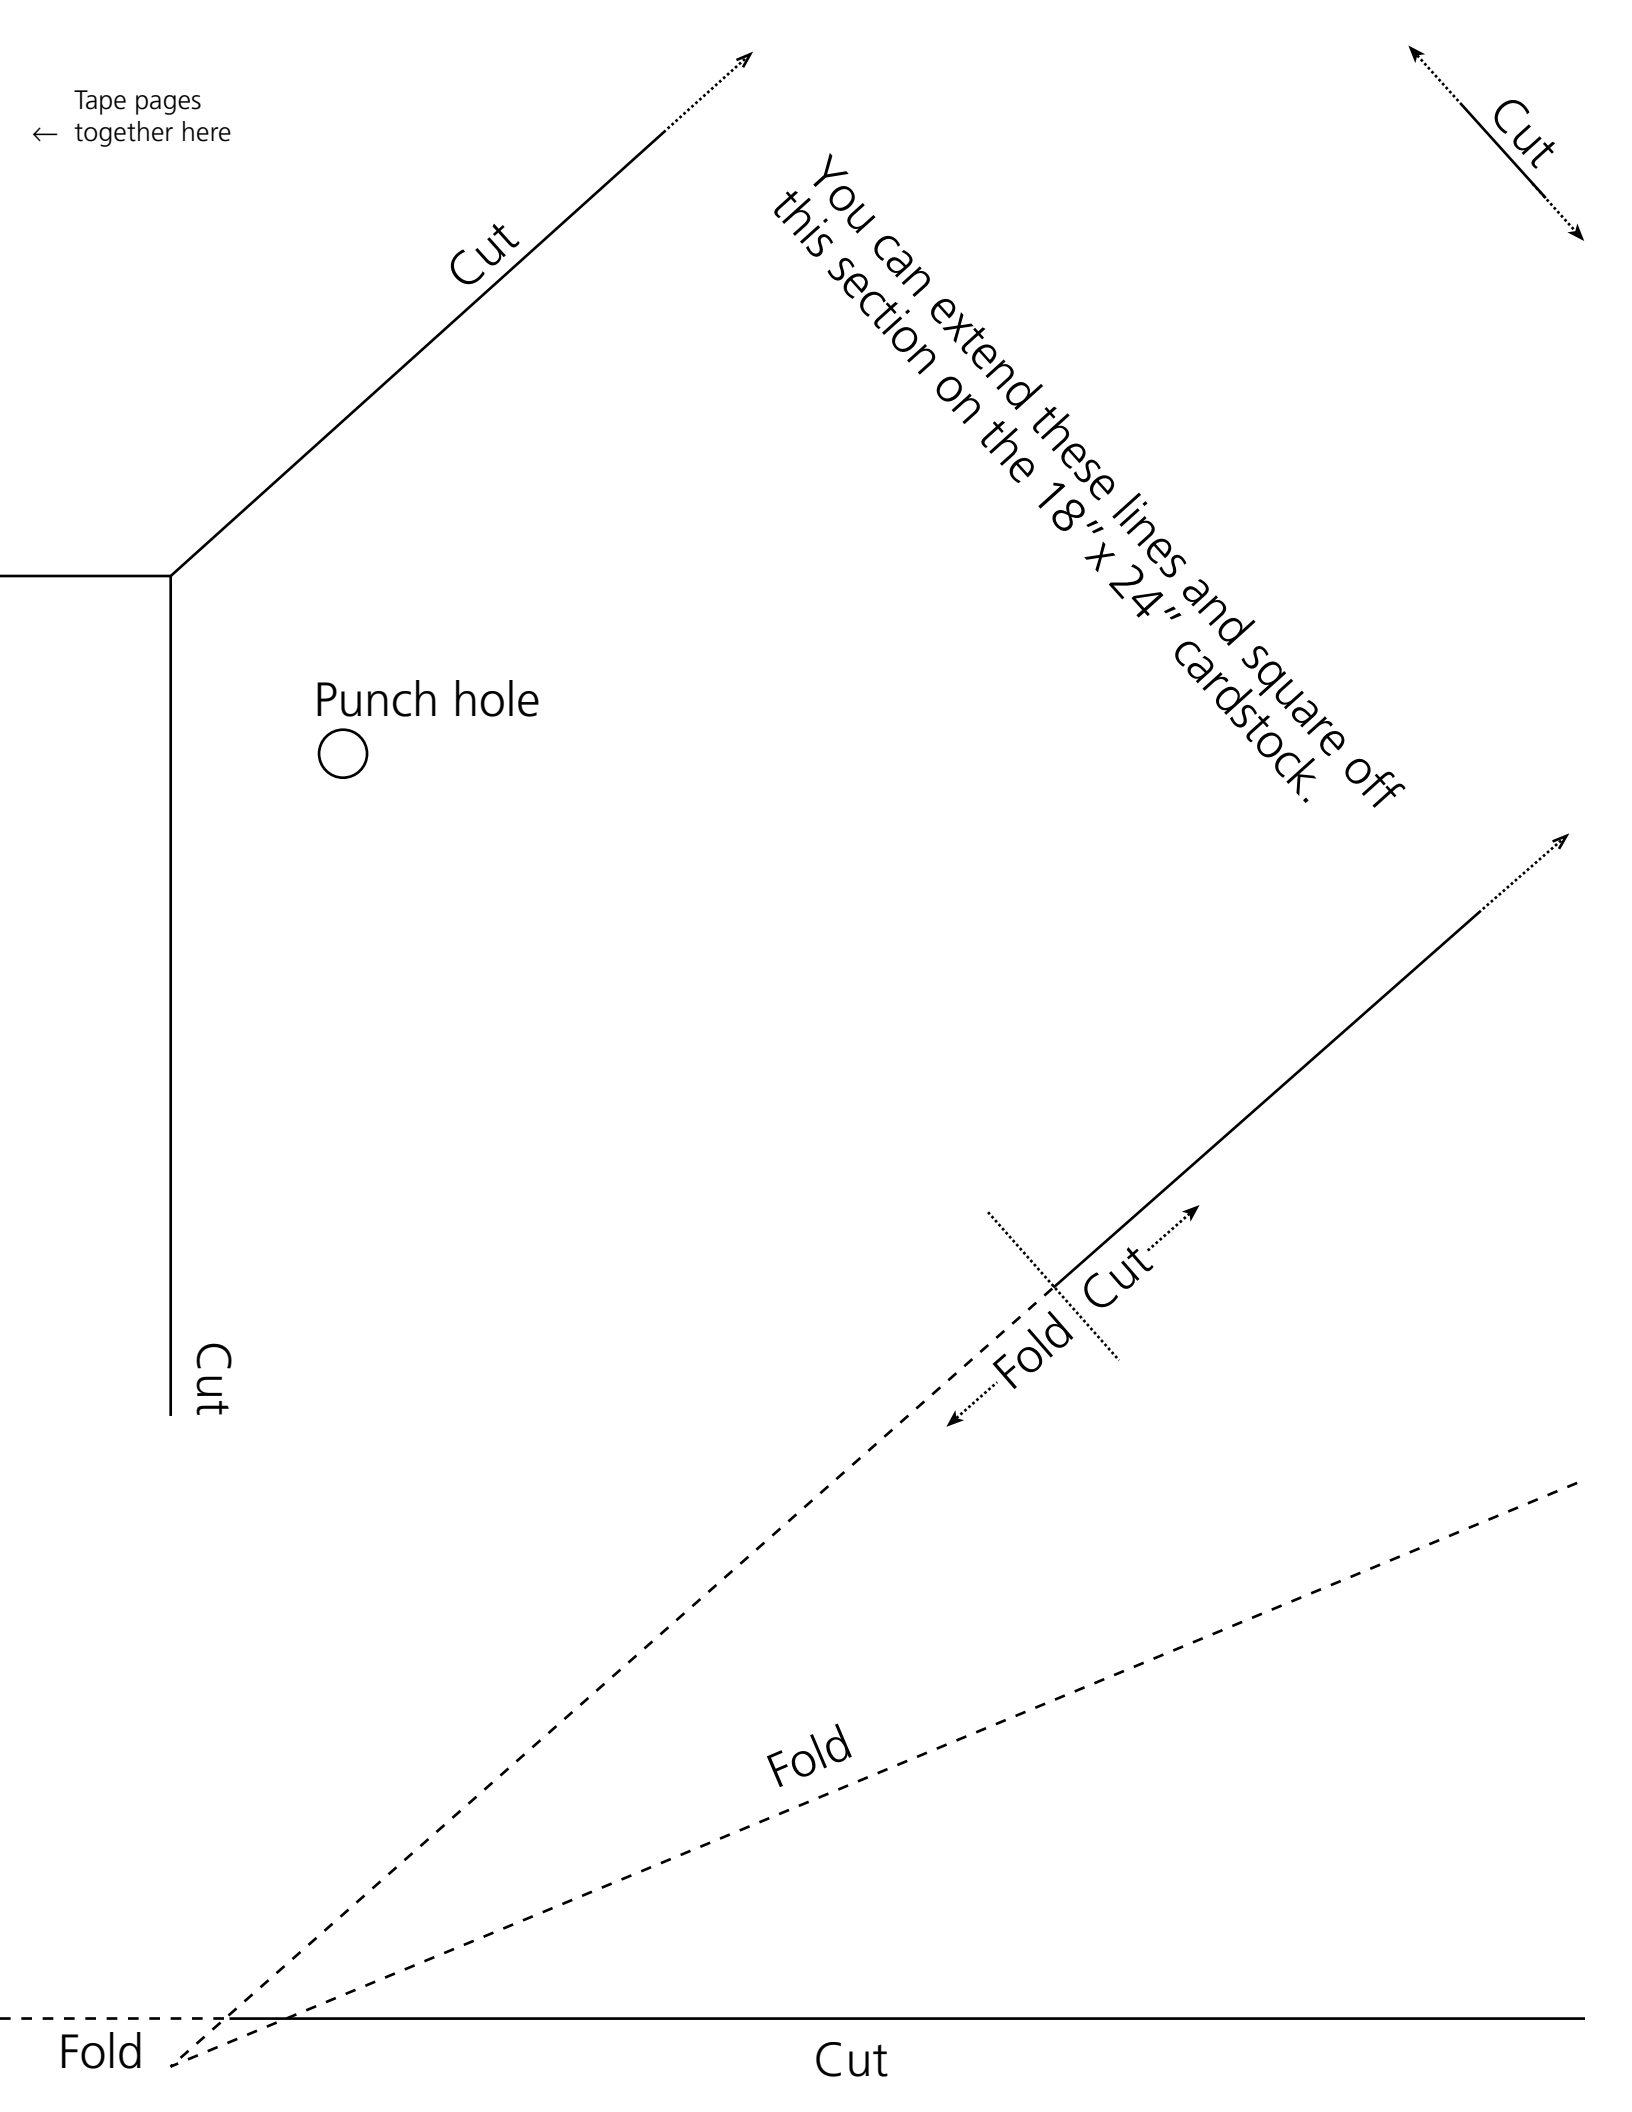 Tape pages
← together here
Cut
Cut
You can extend these lines and square off
this section on the 18”x 24” cardstock.
Punch hole
Cut
Fold
Cut
Fold
Fold
Cut